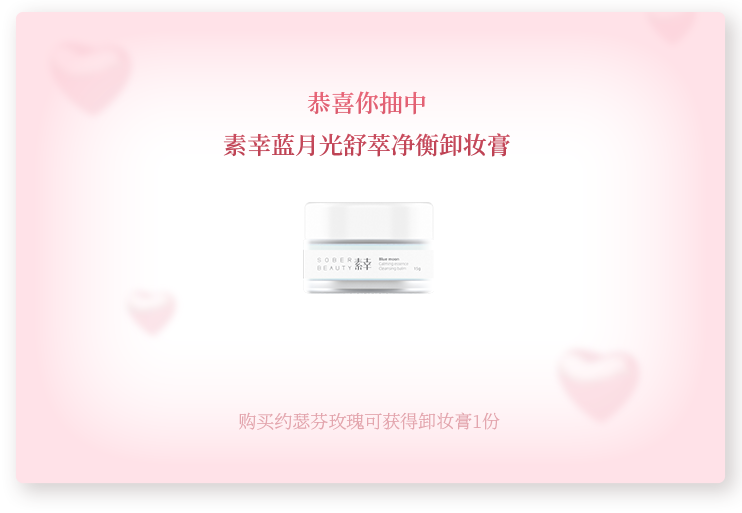 恭喜你抽中
素幸蓝月光舒萃净衡卸妆膏
SOBER
BEAUTY 素幸
Blue moon
Calming essence
cleansing balm
购买约瑟芬玫瑰可获得卸妆膏1份